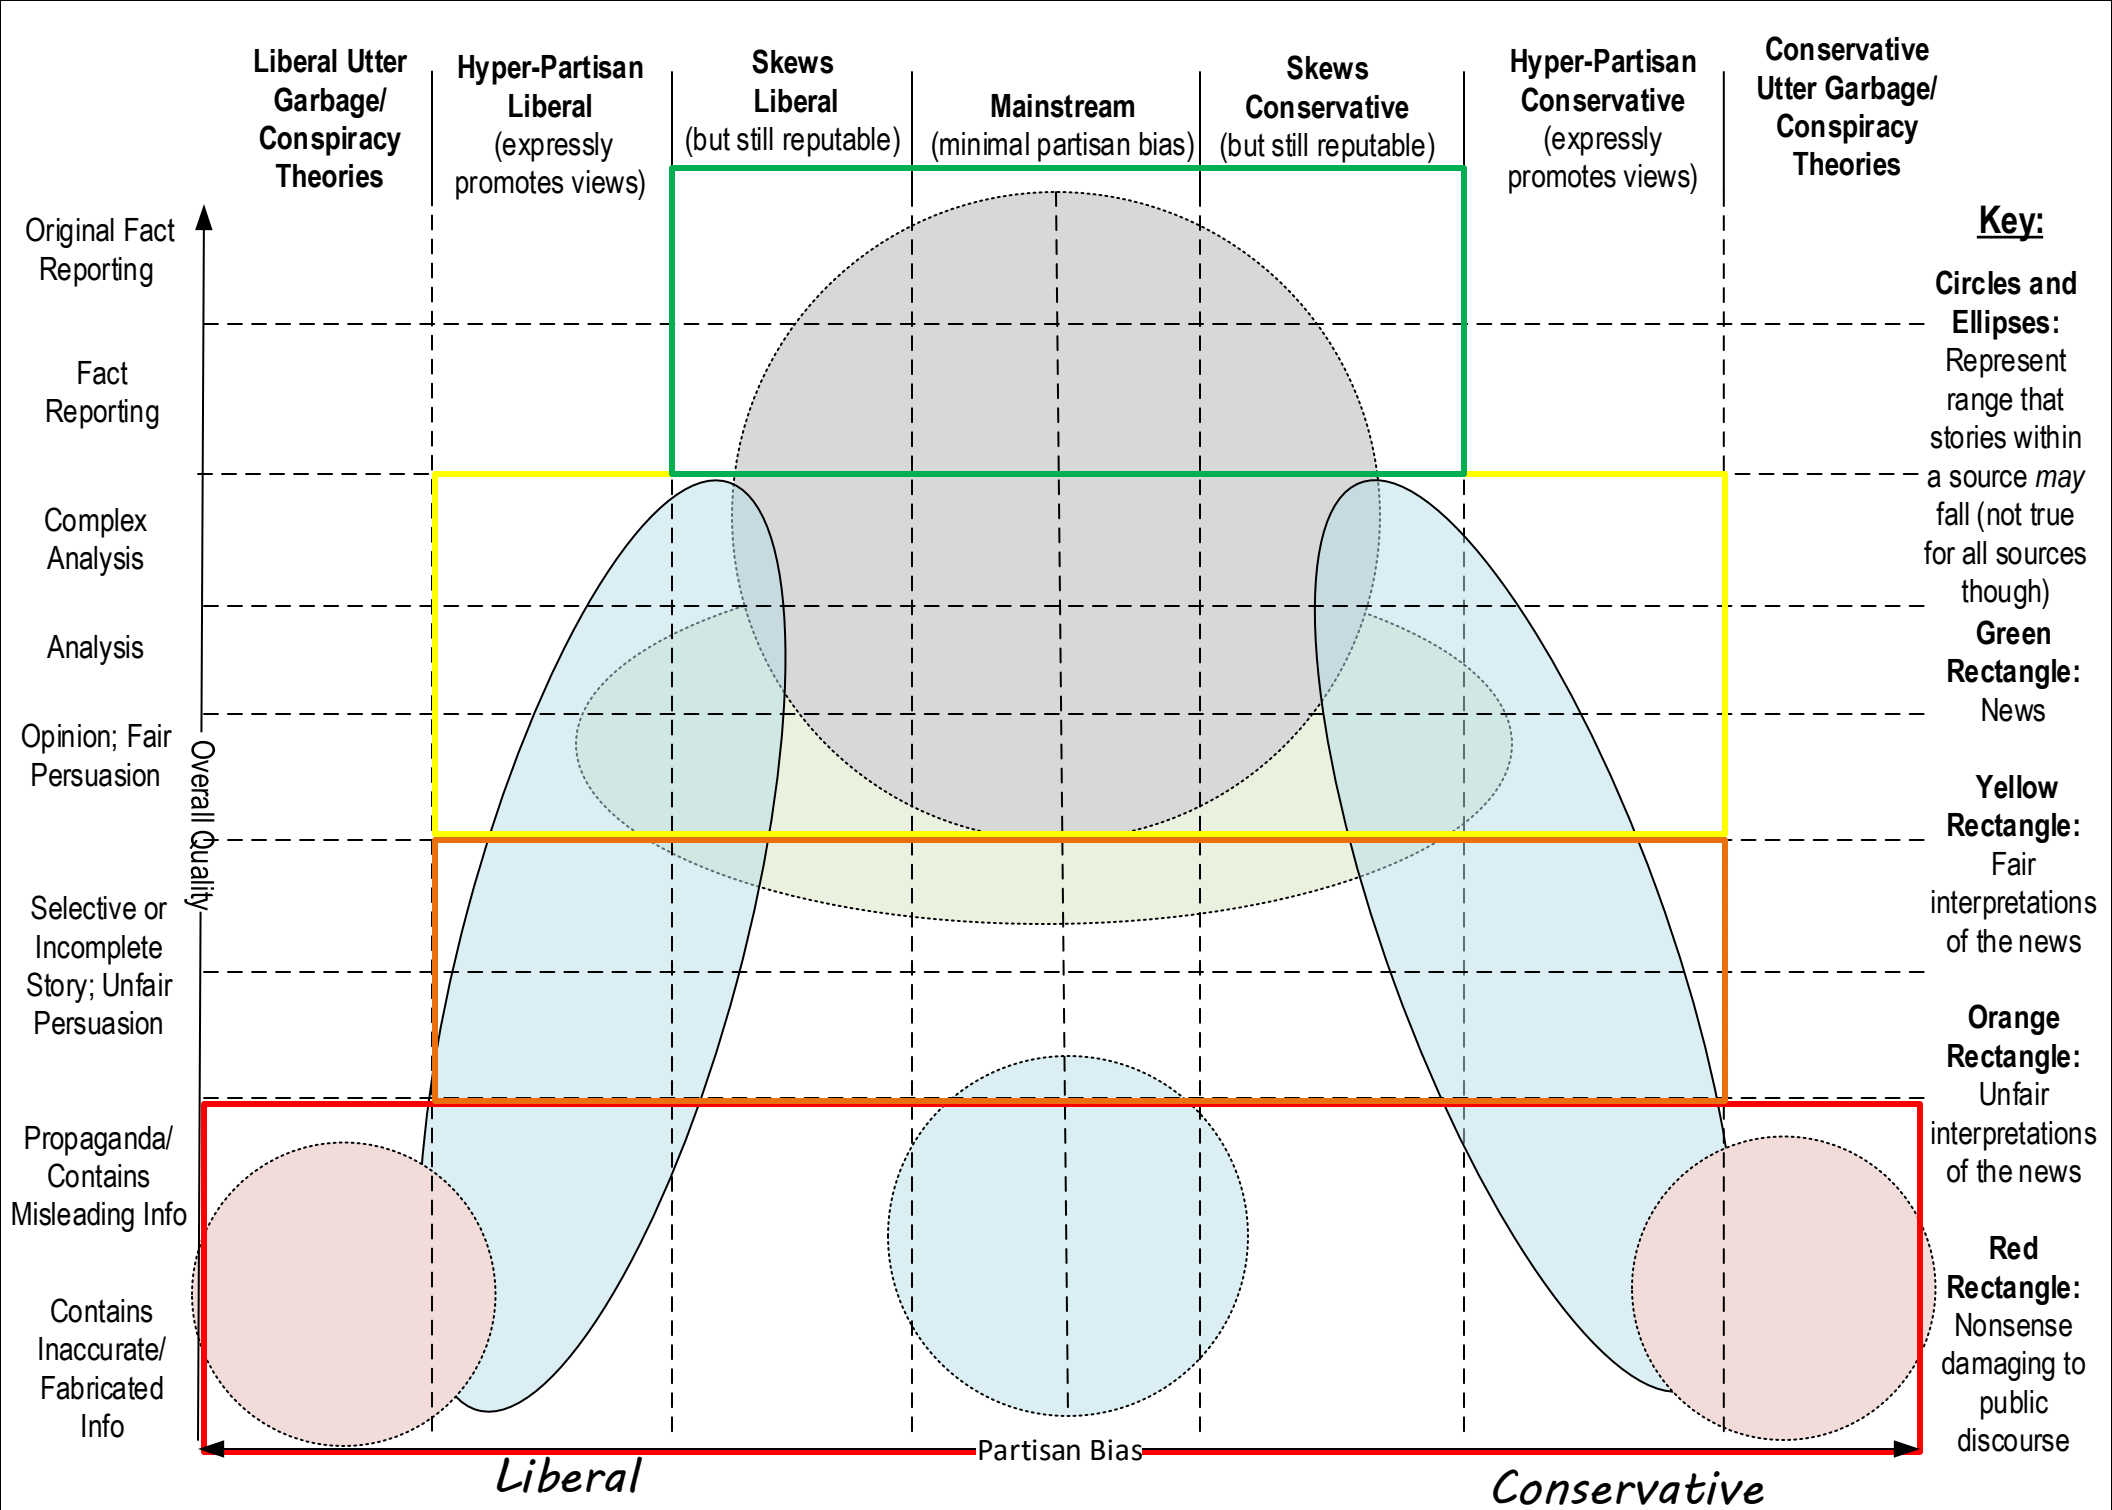 Liberal Utter
Garbage/
Conspiracy
Theories
Hyper-Partisan
Liberal
(expressly
promotes views)
Skews
Liberal
(but still reputable)
Mainstream
(minimal partisan bias)
Skews
Conservative
(but still reputable)
Hyper-Partisan
Conservative
(expressly
promotes views)
Conservative
Utter Garbage/
Conspiracy
Theories
Original Fact
Reporting
Fact
Reporting
Complex
Analysis
Analysis
Opinion; Fair
Persuasion
Selective or
Incomplete
Story; Unfair
Persuasion
Propaganda/
Contains
Misleading Info
Contains
Inaccurate/
Fabricated
Info
Overall Quality
Key:
Circles and
Ellipses:
Represent
range that
stories within
a source may
fall (not true
for all sources
though)
Green
Rectangle:
News
Yellow
Rectangle:
Fair
interpretations
of the news
Orange
Rectangle:
Unfair
interpretations
of the news
Red
Rectangle:
Nonsense
damaging to
public
discourse
Partisan Bias
Liberal
Conservative